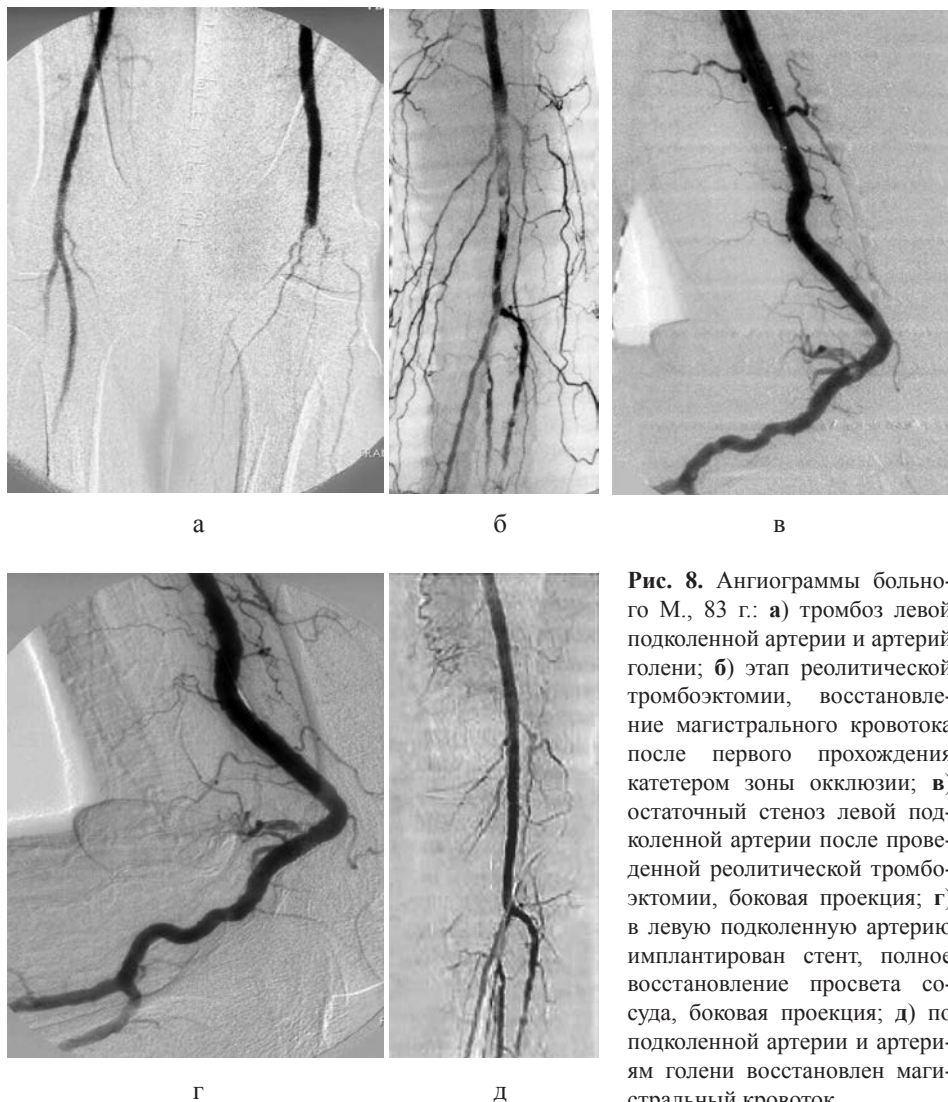 а
б
в
г
д
Рис. 8. Ангиограммы больно-
го М., 83 г.: а) тромбоз левой
подколенной артерии и артерий
голени; б) этап реолитической
тромбоэктомии, восстановле-
ние магистрального кровотока
после первого прохождения
катетером зоны окклюзии; в)
остаточный стеноз левой под-
коленной артерии после прове-
денной реолитической тромбо-
эктомии, боковая проекция; г)
в левую подколенную артерию
имплантирован стент, полное
восстановление просвета со-
суда, боковая проекция; д) по
подколенной артерии и артери-
ям голени восстановлен маги-
стральный кровоток